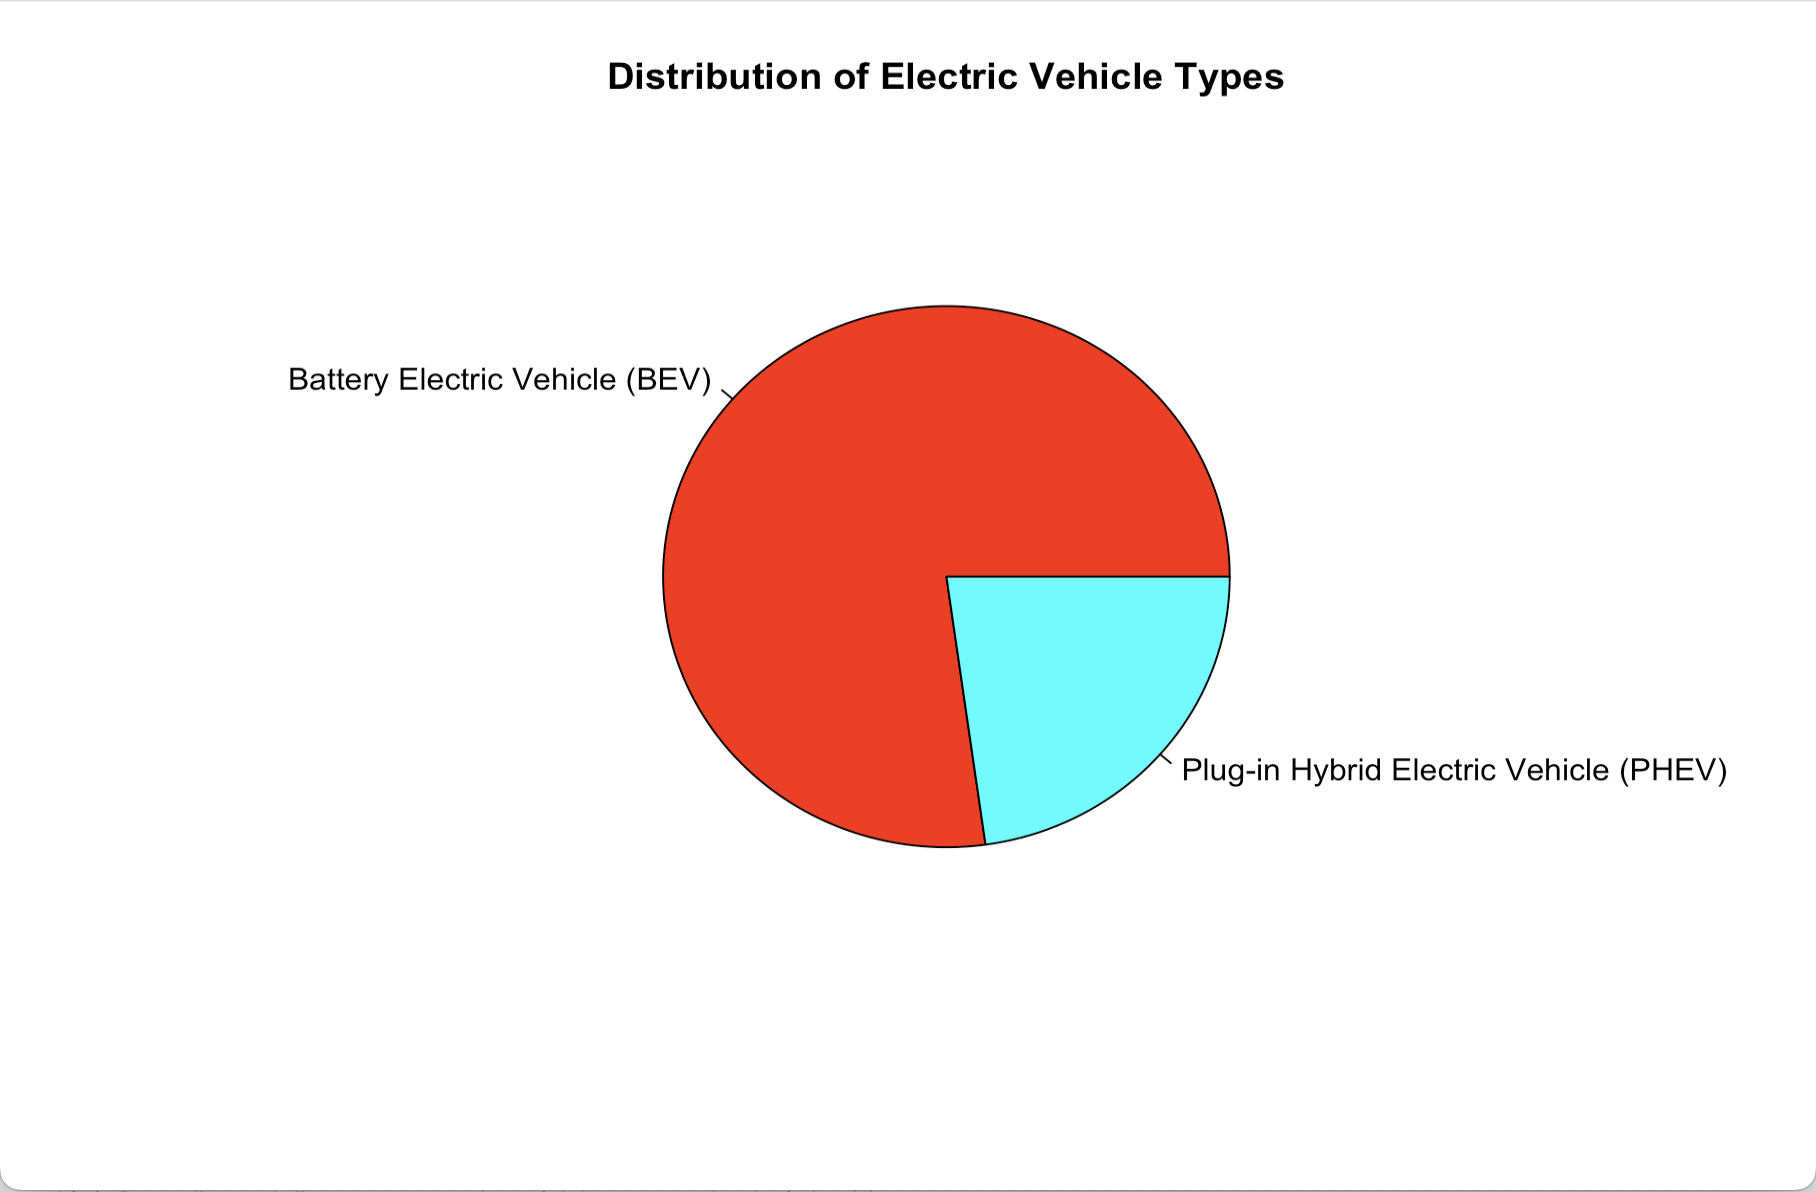 Distribution of Electric Vehicle Types
Battery Electric Vehicle (BEV)
Plug-in Hybrid Electric Vehicle (PHEV)